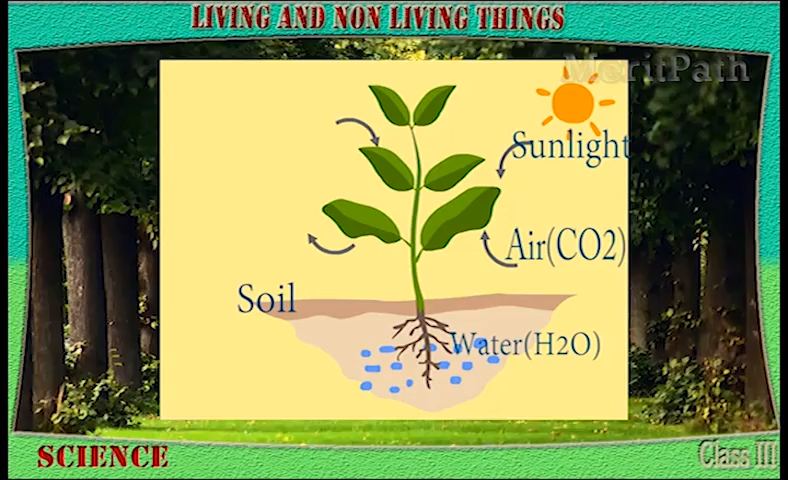 LIVING AND NON LIVING THINGS
MeritPath
Sunlight
Air(CO2)
Soil
Water(H2O)
SCIENCE
Class III